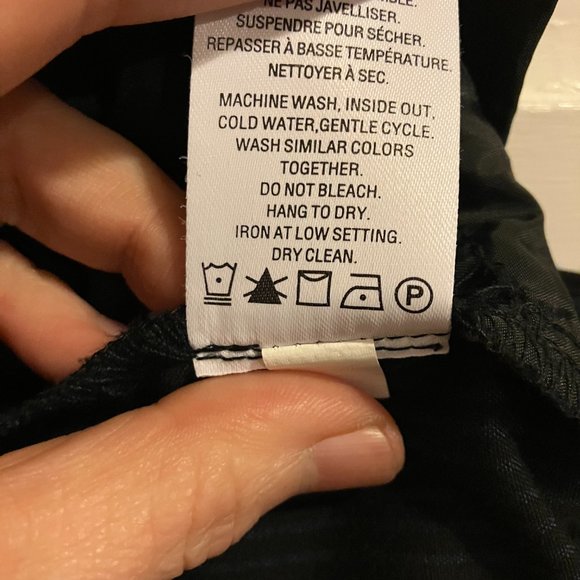 NE PAS JAVELLISER.
SUSPENDRE POUR SÉCHER.
REPASSER À BASSE TEMPÉRATURE.
NETTOYER À SEC.
MACHINE WASH, INSIDE OUT,
COLD WATER,GENTLE CYCLE.
WASH SIMILAR COLORS
TOGETHER.
DO NOT BLEACH.
HANG TO DRY.
IRON AT LOW SETTING.
DRY CLEAN.
P